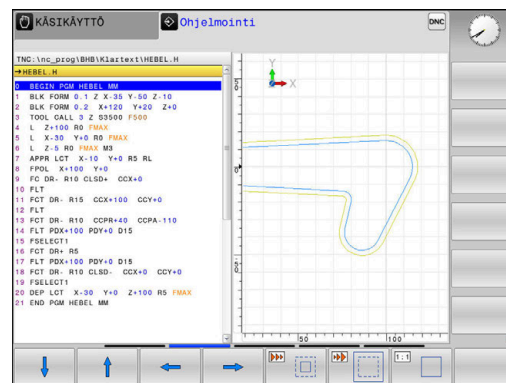 KÄSIKÄYTTÖ
Ohjelmointi
DNC
TNC:\nc_prog\BHB\Klartext\HEBEL.H
→HEBEL.H
0 BEGIN PGM HEBEL MM
1 BLK FORM 0.1 Z X-35 Y-50 Z-10
2 BLK FORM 0.2 X+120 Y+20 Z+0
3 TOOL CALL 3 Z S3500 F500
4 L Z+100 R0 FMAX
5 L X-30 Y+0 R0 FMAX
6 L Z-5 R0 FMAX M3
7 APPR LCT X-10 Y+0 R5 RL
8 FPOL X+100 Y+0
9 FC DR- R10 CLSD+ CCX+0
10 FLT
11 FCT DR- R15 CCX+100 CCY+0
12 FLT
13 FCT DR- R10 CCPR+40 CCPA-110
14 FLT PDX+100 PDY+0 D15
15 FSELECT1
16 FCT DR+ R5
17 FLT PDX+100 PDY+0 D15
18 FCT DR- R10 CLSD- CCX+0 CCY+0
19 FSELECT1
20 DEP LCT X-30 Y+0 Z+100 R5 FMAX
21 END PGM HEBEL MM
Y
X
50
0
50
100
1:1